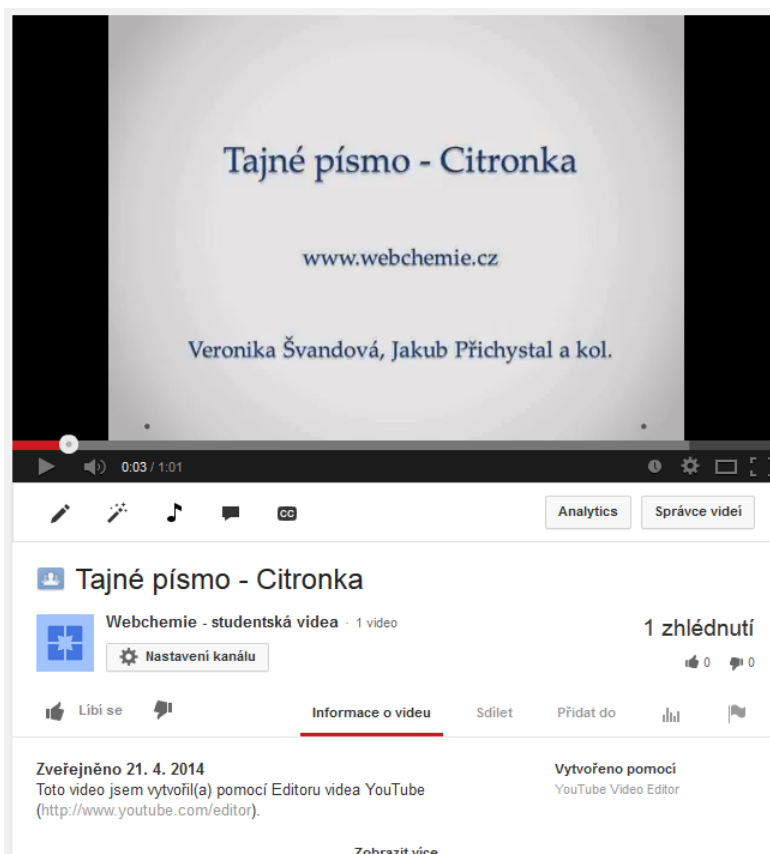 Tajné písmo - Citronka
www.webchemie.cz
Veronika Švandová, Jakub Přichystal a kol.
0:03 / 1:01
CC
Analytics
Správce videí
Tajné písmo - Citronka
Webchemie - studentská videa · 1 video
Nastavení kanálu
1 zhlédnutí
0 0
Líbí se
Informace o videu Sdílet Přidat do
Zveřejněno 21. 4. 2014
Toto video jsem vytvořil(a) pomocí Editoru videa YouTube
(http://www.youtube.com/editor).
Vytvořeno pomocí
YouTube Video Editor
Zobrazit více